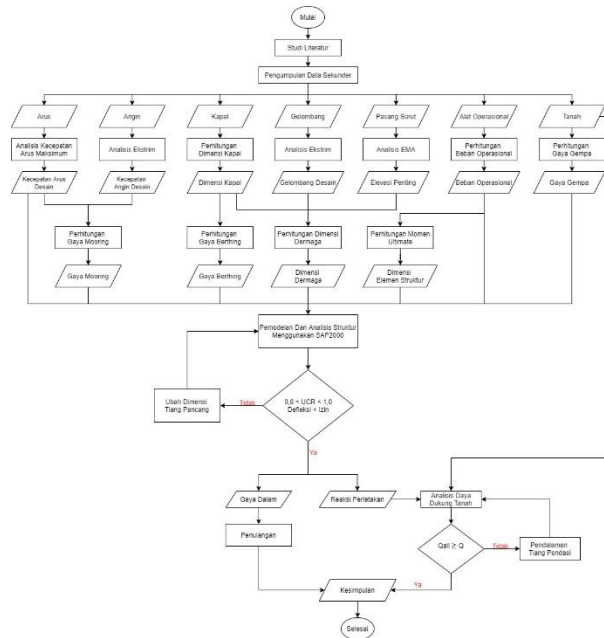 Mulai
Studi Literatur
Pengumpulan Data Sekunder
Arus
Angin
Kapal
Gelombang
Pasang Surut
Alat Operasional
Tanah
Analisis Kecepatan
Arus Maksimum
Analisis Ekstrim
Perhitungan
Dimensi Kapal
Analisis Ekstrim
Analisis EMA
Perhitungan
Beban Operasional
Perhitungan
Gaya Gempa
Kecepatan Arus
Desain
Kecepatan
Angin Desain
Dimensi Kapal
Gelombang Desain
Elevasi Penting
Beban Operasional
Gaya Gempa
Perhitungan
Gaya Mooring
Perhitungan
Gaya Berthing
Perhitungan Dimensi
Dermaga
Perhitungan Momen
Ultimate
Gaya Mooring
Gaya Berthing
Dimensi
Dermaga
Dimensi
Elemen Struktur
Pemodelan Dan Analisis Struktur
Menggunakan SAP2000
Ubah Dimensi
Tiang Pancang
Tidak
< UCR < 1,0
Defleksi < Izin
Ya
Gaya Dalam
Reaksi Perletakan
Analisis Daya
Dukung Tanah
Penulangan
Qall ≥ Q
Tidak
Pendalaman
Tiang Pondasi
Ya
Kesimpulan
Selesai